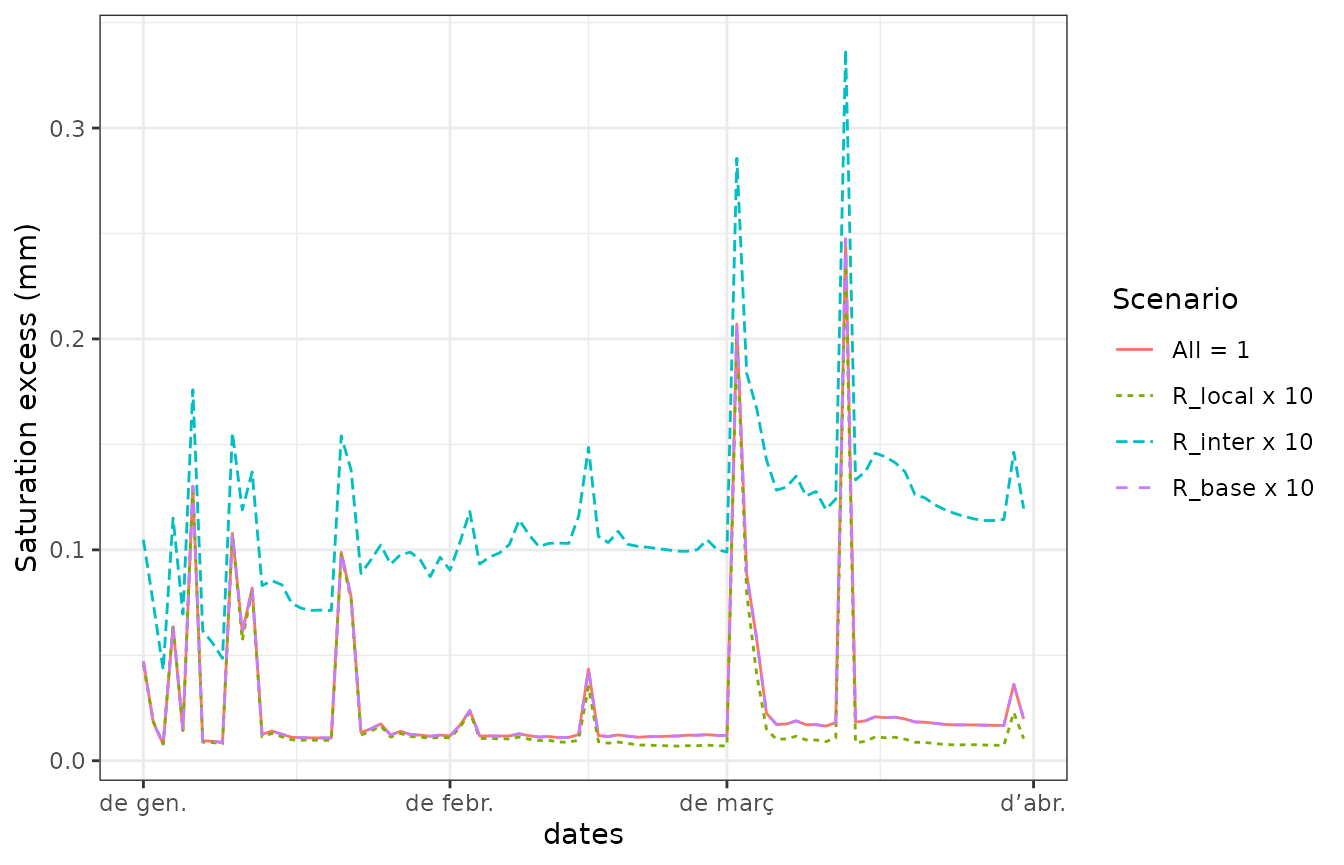 Saturation excess (mm)
0.3
0.2
0.1
0.0
de gen.
de febr.
de març
d’abr.
dates
Scenario
All = 1
R_local x 10
R_inter x 10
R_base x 10